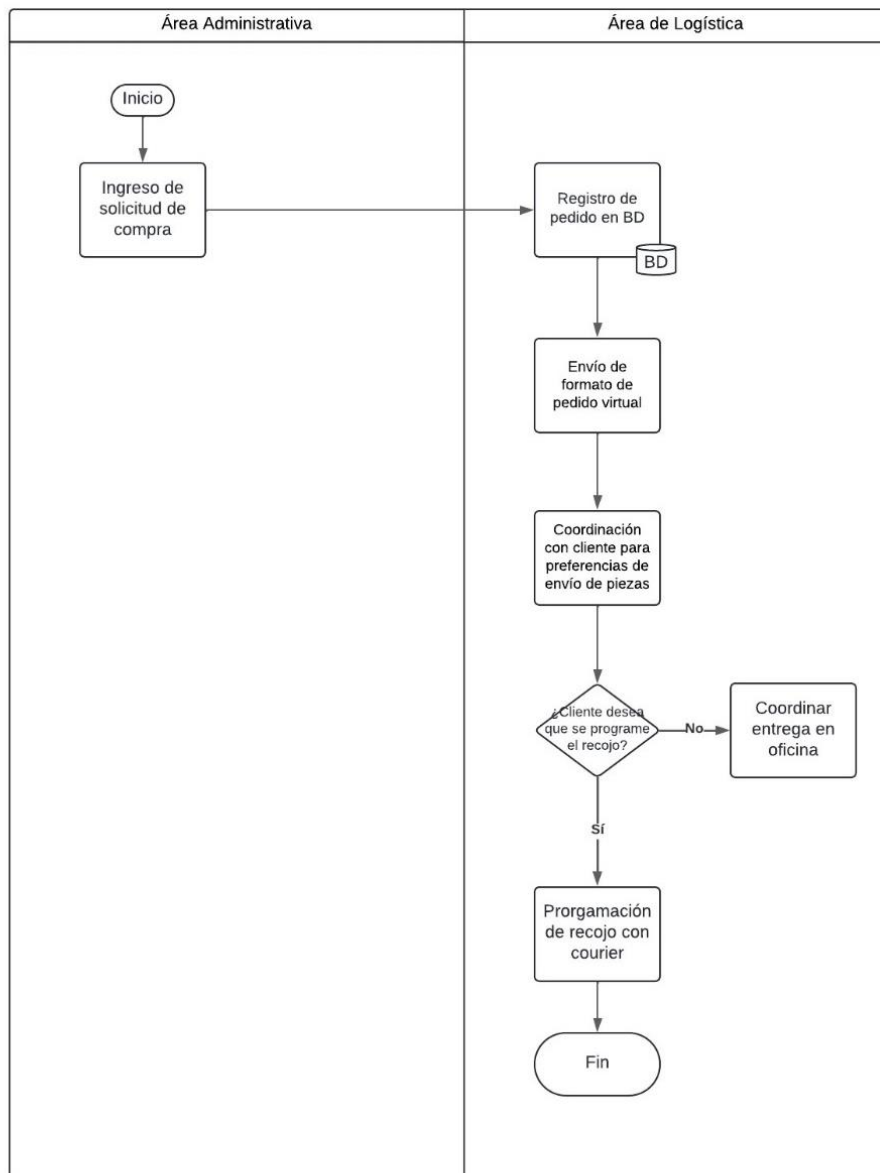 Área Administrativa
Área de Logística
Inicio
Ingreso de
solicitud de
compra
Registro de
pedido en BD
BD
Envío de
formato de
pedido virtual
Coordinación
con cliente para
preferencias de
envío de piezas
¿Cliente desea
que se programe
el recojo?
No
Coordinar
entrega en
oficina
Sí
Prorgamación
de recojo con
courier
Fin